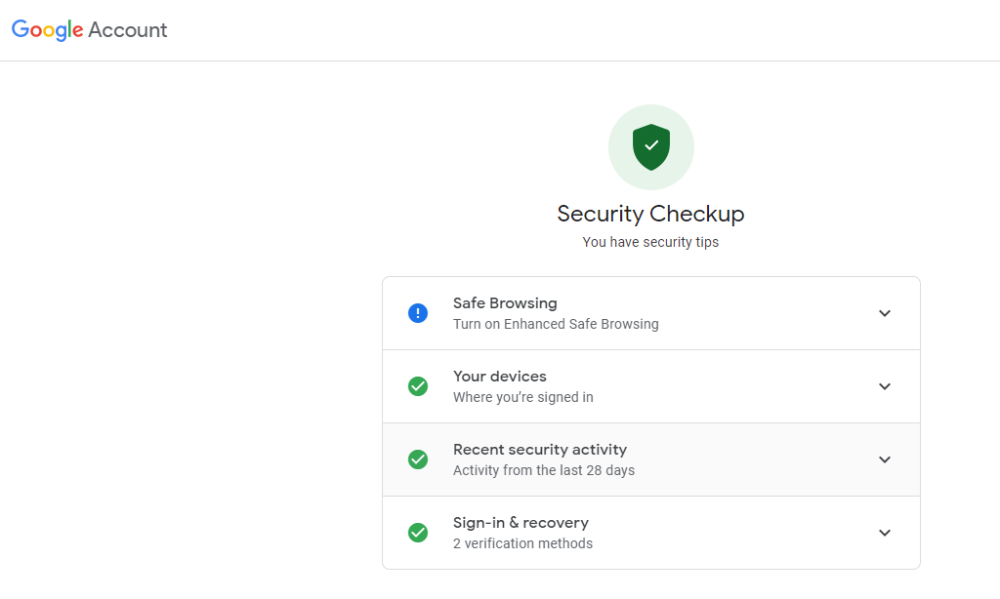 Google Account
Security Checkup
You have security tips
Safe Browsing
Turn on Enhanced Safe Browsing
Your devices
Where you’re signed in
Recent security activity
Activity from the last 28 days
Sign-in & recovery
2 verification methods